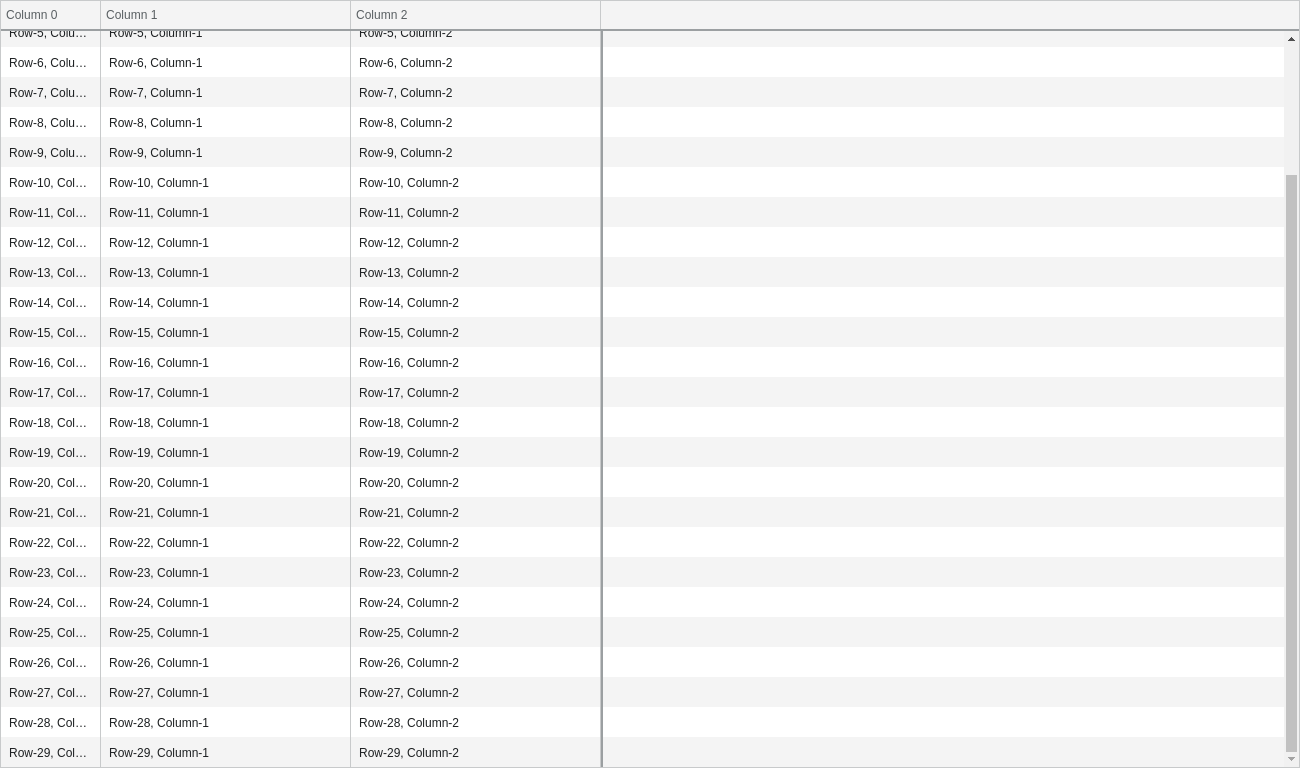 Column 0 Column 1 Column 2
Row-5, Colu… Row-5, Column-1 Row-5, Column-2
Row-6, Colu… Row-6, Column-1 Row-6, Column-2
Row-7, Colu… Row-7, Column-1 Row-7, Column-2
Row-8, Colu… Row-8, Column-1 Row-8, Column-2
Row-9, Colu… Row-9, Column-1 Row-9, Column-2
Row-10, Col… Row-10, Column-1 Row-10, Column-2
Row-11, Col… Row-11, Column-1 Row-11, Column-2
Row-12, Col… Row-12, Column-1 Row-12, Column-2
Row-13, Col… Row-13, Column-1 Row-13, Column-2
Row-14, Col… Row-14, Column-1 Row-14, Column-2
Row-15, Col… Row-15, Column-1 Row-15, Column-2
Row-16, Col… Row-16, Column-1 Row-16, Column-2
Row-17, Col… Row-17, Column-1 Row-17, Column-2
Row-18, Col… Row-18, Column-1 Row-18, Column-2
Row-19, Col… Row-19, Column-1 Row-19, Column-2
Row-20, Col… Row-20, Column-1 Row-20, Column-2
Row-21, Col… Row-21, Column-1 Row-21, Column-2
Row-22, Col… Row-22, Column-1 Row-22, Column-2
Row-23, Col… Row-23, Column-1 Row-23, Column-2
Row-24, Col… Row-24, Column-1 Row-24, Column-2
Row-25, Col… Row-25, Column-1 Row-25, Column-2
Row-26, Col… Row-26, Column-1 Row-26, Column-2
Row-27, Col… Row-27, Column-1 Row-27, Column-2
Row-28, Col… Row-28, Column-1 Row-28, Column-2
Row-29, Col… Row-29, Column-1 Row-29, Column-2